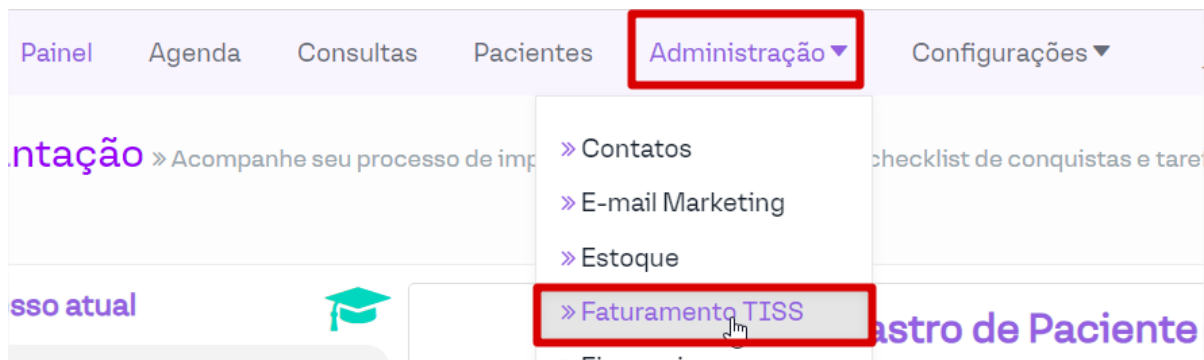 Painel Agenda Consultas Pacientes Administração Configurações
ntação » Acompanhe seu processo de imp checklist de conquistas e tare
» Contatos
» E-mail Marketing
» Estoque
sso atual
» Faturamento TISS
astro de Paciente